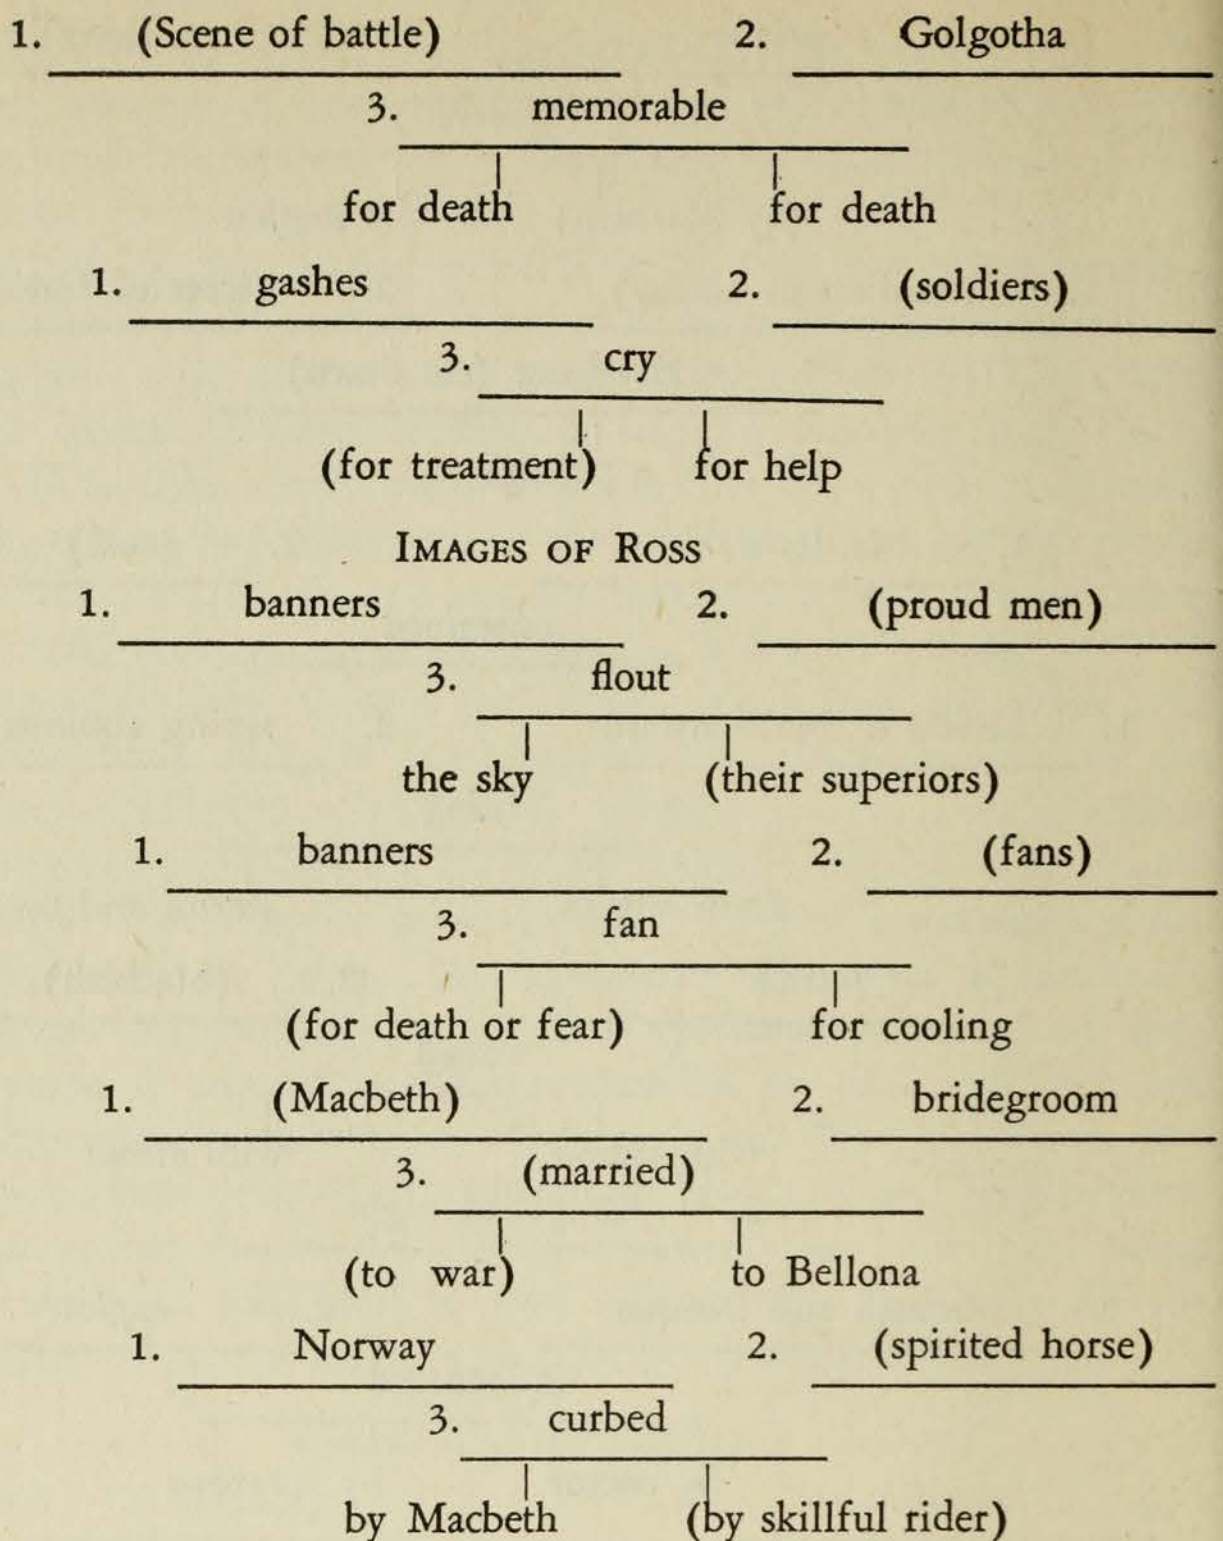 1. (Scene of battle) 2. Golgotha
3. memorable
for death for death
1. gashes 2. (soldiers)
3. cry
(for treatment) for help
IMAGES OF ROSS
1. banners 2. (proud men)
3. flout
the sky (their superiors)
1. banners 2. (fans)
3. fan
(for death or fear) for cooling
1. (Macbeth) 2. bridegroom
3. (married)
(to war) to Bellona
1. Norway 2. (spirited horse)
3. curbed
by Macbeth (by skillful rider)